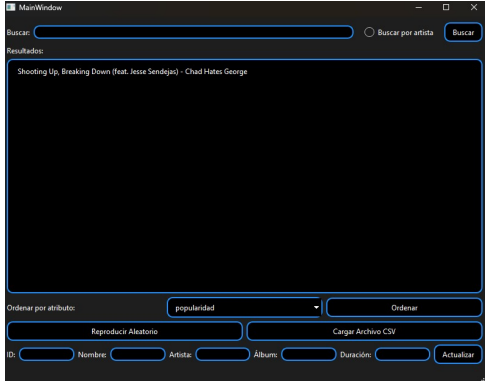 MainWindow
Buscar: Buscar por artista Buscar
Resultados:
Shooting Up, Breaking Down (feat. Jesse Sendejas) - Chad Hates George
Ordenar por atributo: popularidad Ordenar
Reproducir Aleatorio Cargar Archivo CSV
ID: Nombre: Artista: Álbum: Duración: Actualizar